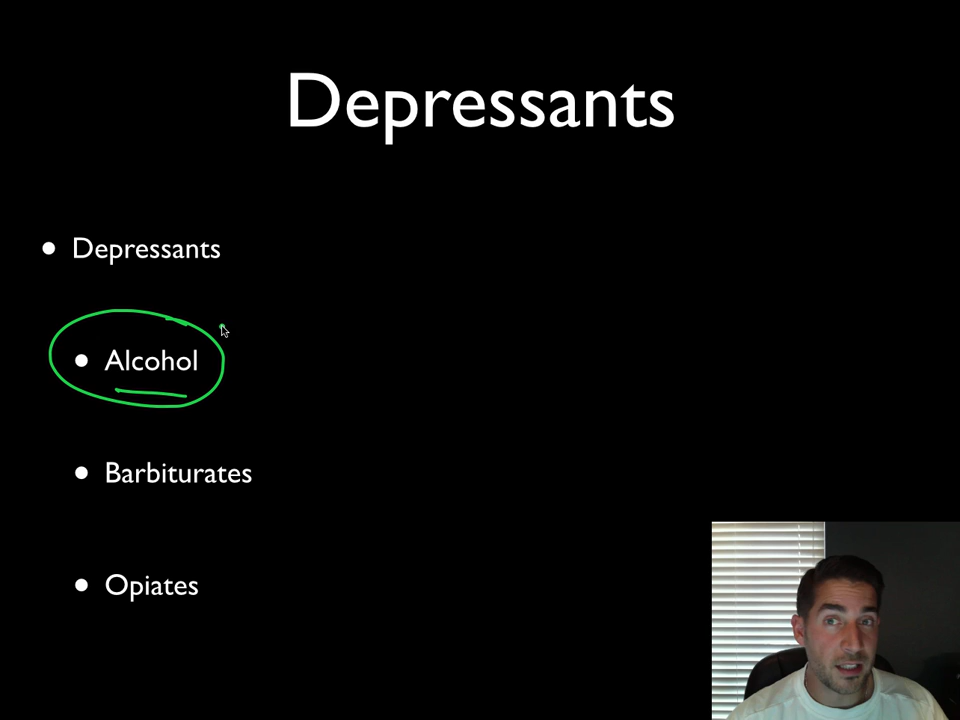 Depressants
• Depressants
• Alcohol
• Barbiturates
• Opiates